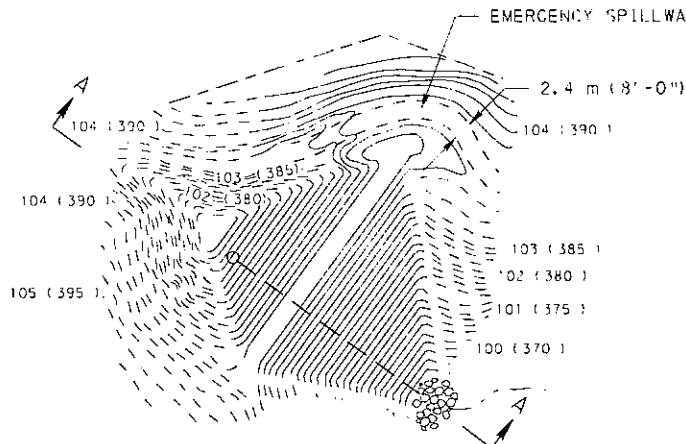 EMERGENCY SPILLWA
A
2.4 m (8'-0")
104 (390)
104 (390)
103 (385)
102 (380)
104 (390)
103 (385)
102 (380)
105 (395)
101 (375)
100 (370)
A